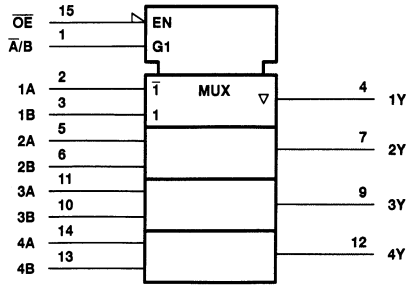 O̅E̅ 15 EN
A̅/B 1 G1
1A 2 1̅ MUX ▽ 4 1Y
1B 3 1
2A 5 7 2Y
2B 6
3A 11 9 3Y
3B 10
4A 14 12 4Y
4B 13